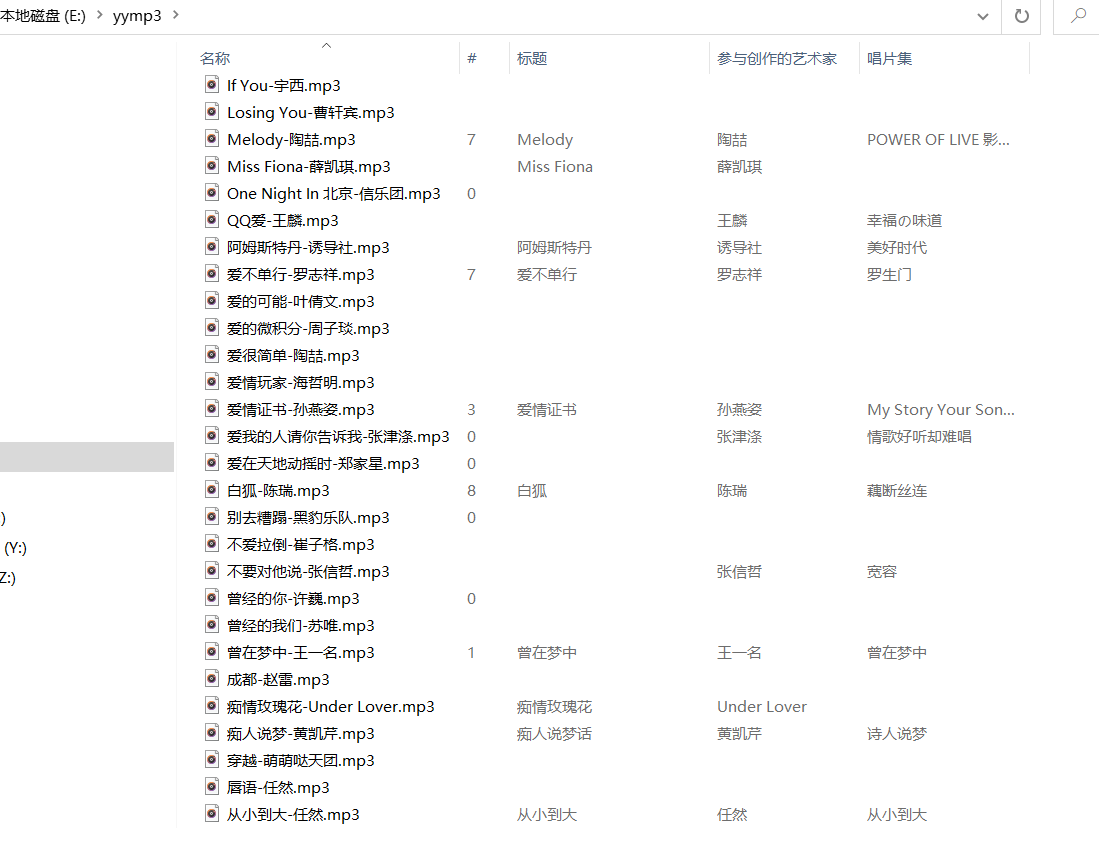 本地磁盘 (E:) > yymp3 >
名称 # 标题 参与创作的艺术家 唱片集
If You-宇西.mp3
Losing You-曹轩宾.mp3
Melody-陶喆.mp3 7 Melody 陶喆 POWER OF LIVE 影...
Miss Fiona-薛凯琪.mp3 Miss Fiona 薛凯琪
One Night In 北京-信乐团.mp3 0
QQ爱-王麟.mp3 王麟 幸福の味道
阿姆斯特丹-诱导社.mp3 阿姆斯特丹 诱导社 美好时代
爱不单行-罗志祥.mp3 7 爱不单行 罗志祥 罗生门
爱的可能-叶倩文.mp3
爱的微积分-周子琰.mp3
爱很简单-陶喆.mp3
爱情玩家-海哲明.mp3
爱情证书-孙燕姿.mp3 3 爱情证书 孙燕姿 My Story Your Son...
爱我的人请你告诉我-张津涤.mp3 0 张津涤 情歌好听却难唱
爱在天地动摇时-郑家星.mp3 0
白狐-陈瑞.mp3 8 白狐 陈瑞 藕断丝连
别去糟蹋-黑豹乐队.mp3 0
不爱拉倒-崔子格.mp3
)
(Y:)
不要对他说-张信哲.mp3 张信哲 宽容
Z:)
曾经的你-许巍.mp3 0
曾经的我们-苏唯.mp3
曾在梦中-王一名.mp3 1 曾在梦中 王一名 曾在梦中
成都-赵雷.mp3
痴情玫瑰花-Under Lover.mp3 痴情玫瑰花 Under Lover
痴人说梦-黄凯芹.mp3 痴人说梦话 黄凯芹 诗人说梦
穿越-萌萌哒天团.mp3
唇语-任然.mp3
从小到大-任然.mp3 从小到大 任然 从小到大